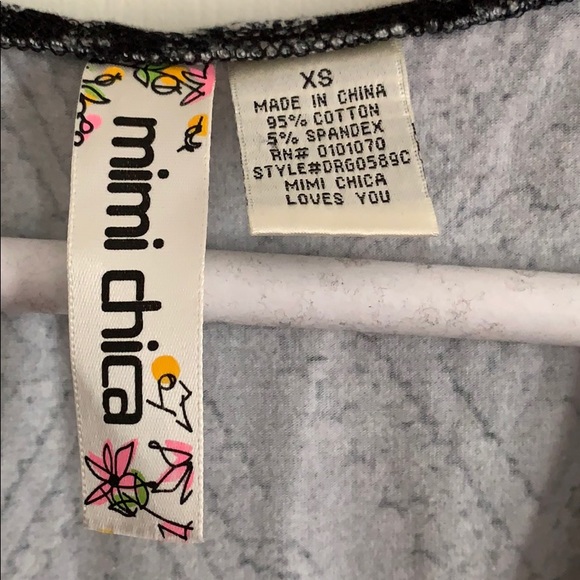 mimi chica
XS
MADE IN CHINA
95% COTTON
5% SPANDEX
RN# 0101070
STYLE#DRG0589C
MIMI CHICA
LOVES YOU